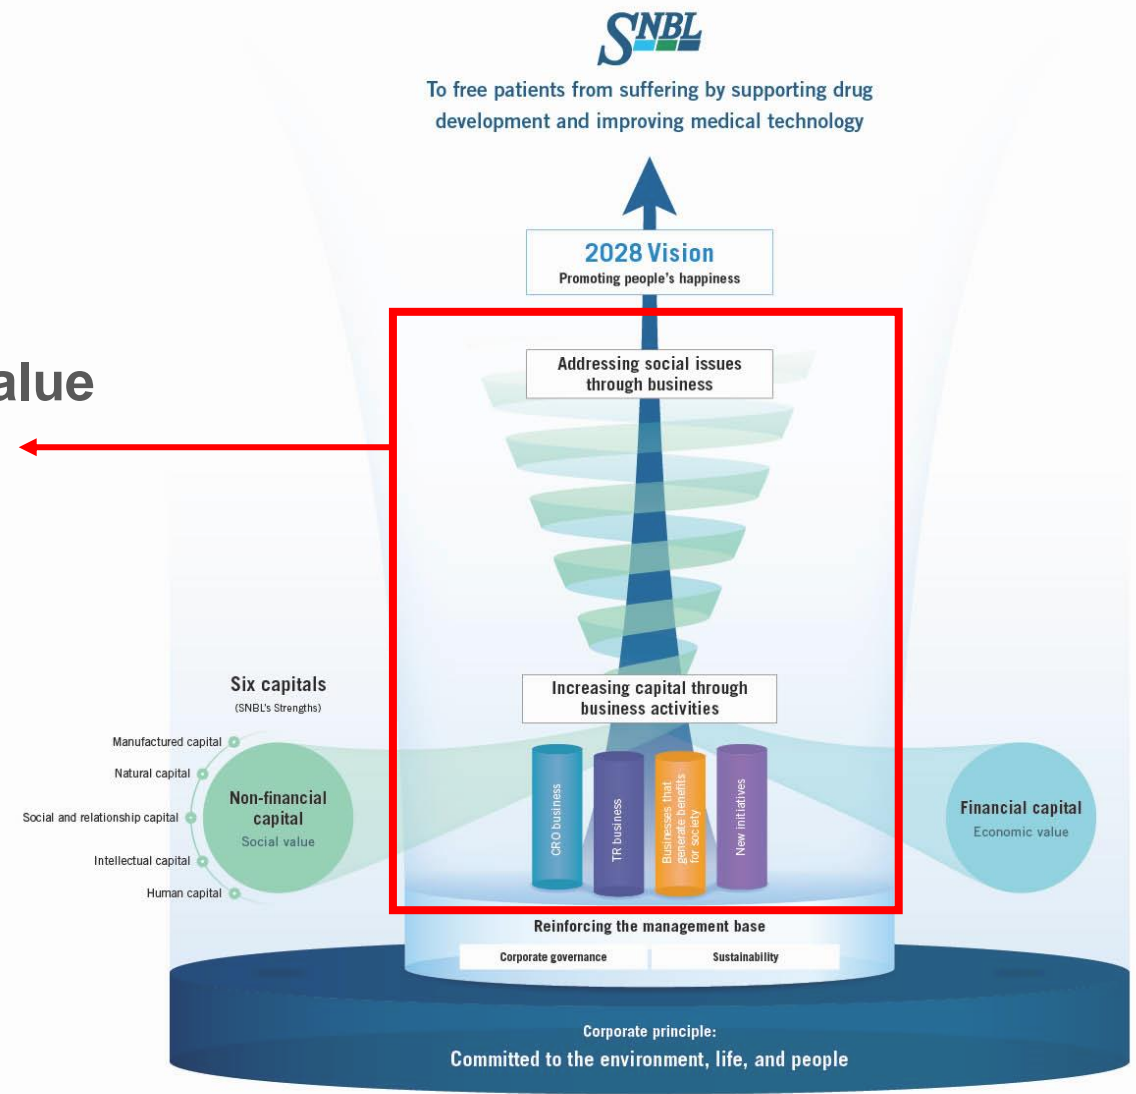 SNBL
To free patients from suffering by supporting drug
development and improving medical technology
2028 Vision
Promoting people's happiness
Addressing social issues
through business
Increasing capital through
business activities
Six capitals
(SNBL's Strengths)
Manufactured capital
Natural capital
Social and relationship capital
Intellectual capital
Human capital
Non-financial
capital
Social value
CRO business
TR business
Businesses that
generate benefits
for society
New initiatives
Financial capital
Economic value
Reinforcing the management base
Corporate governance
Sustainability
Corporate principle:
Committed to the environment, life, and people